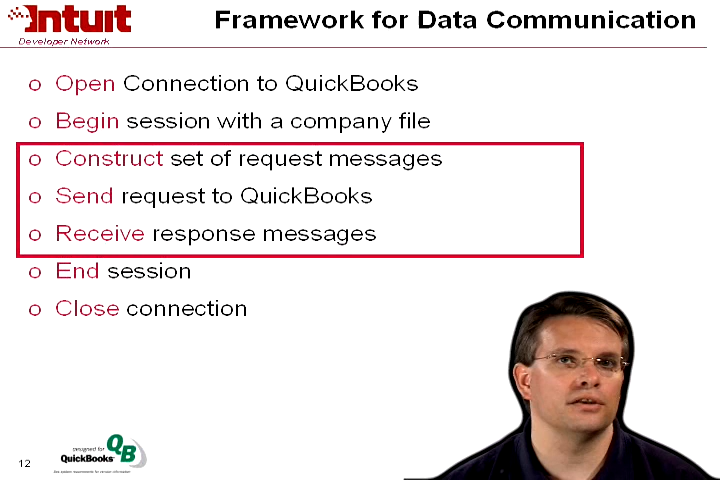 Intuit
Developer Network
Framework for Data Communication
o Open Connection to QuickBooks
o Begin session with a company file
o Construct set of request messages
o Send request to QuickBooks
o Receive response messages
o End session
o Close connection
12
designed for
QuickBooks
QB